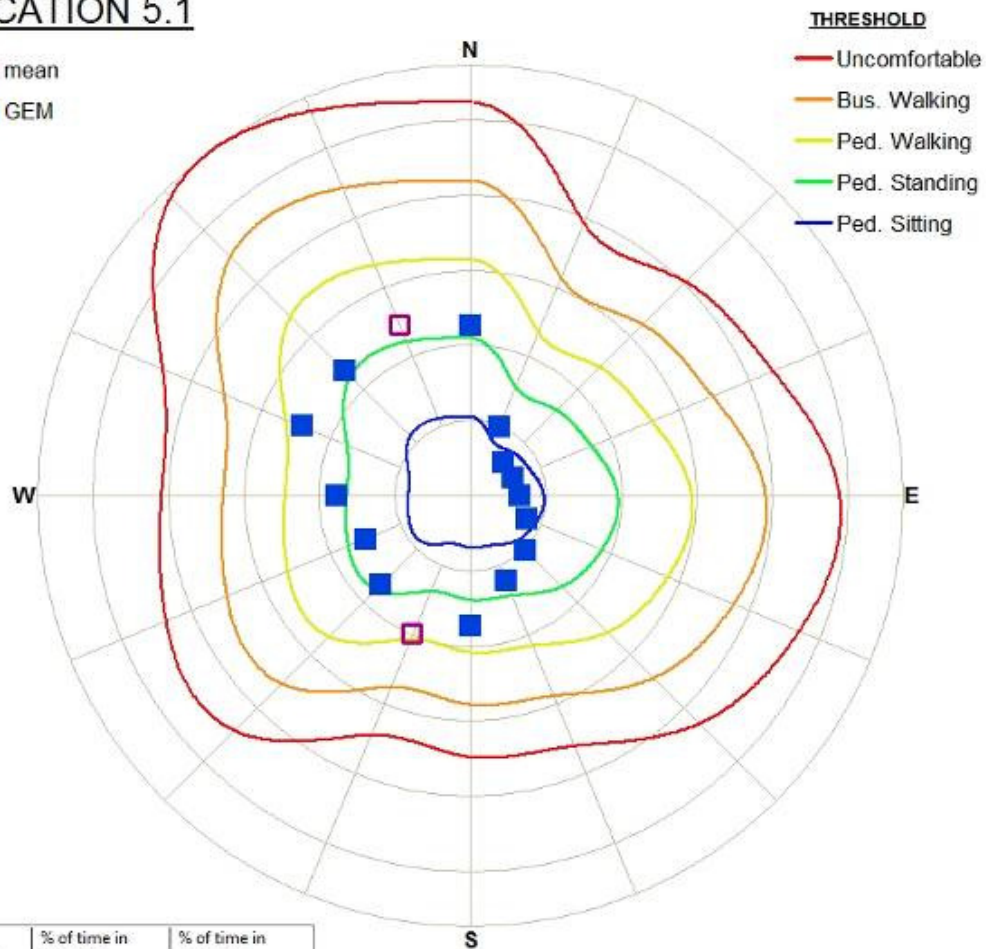 CATION 5.1
mean
GEM
THRESHOLD
Uncomfortable
Bus. Walking
Ped. Walking
Ped. Standing
Ped. Sitting
N
W
E
S
% of time in
% of time in